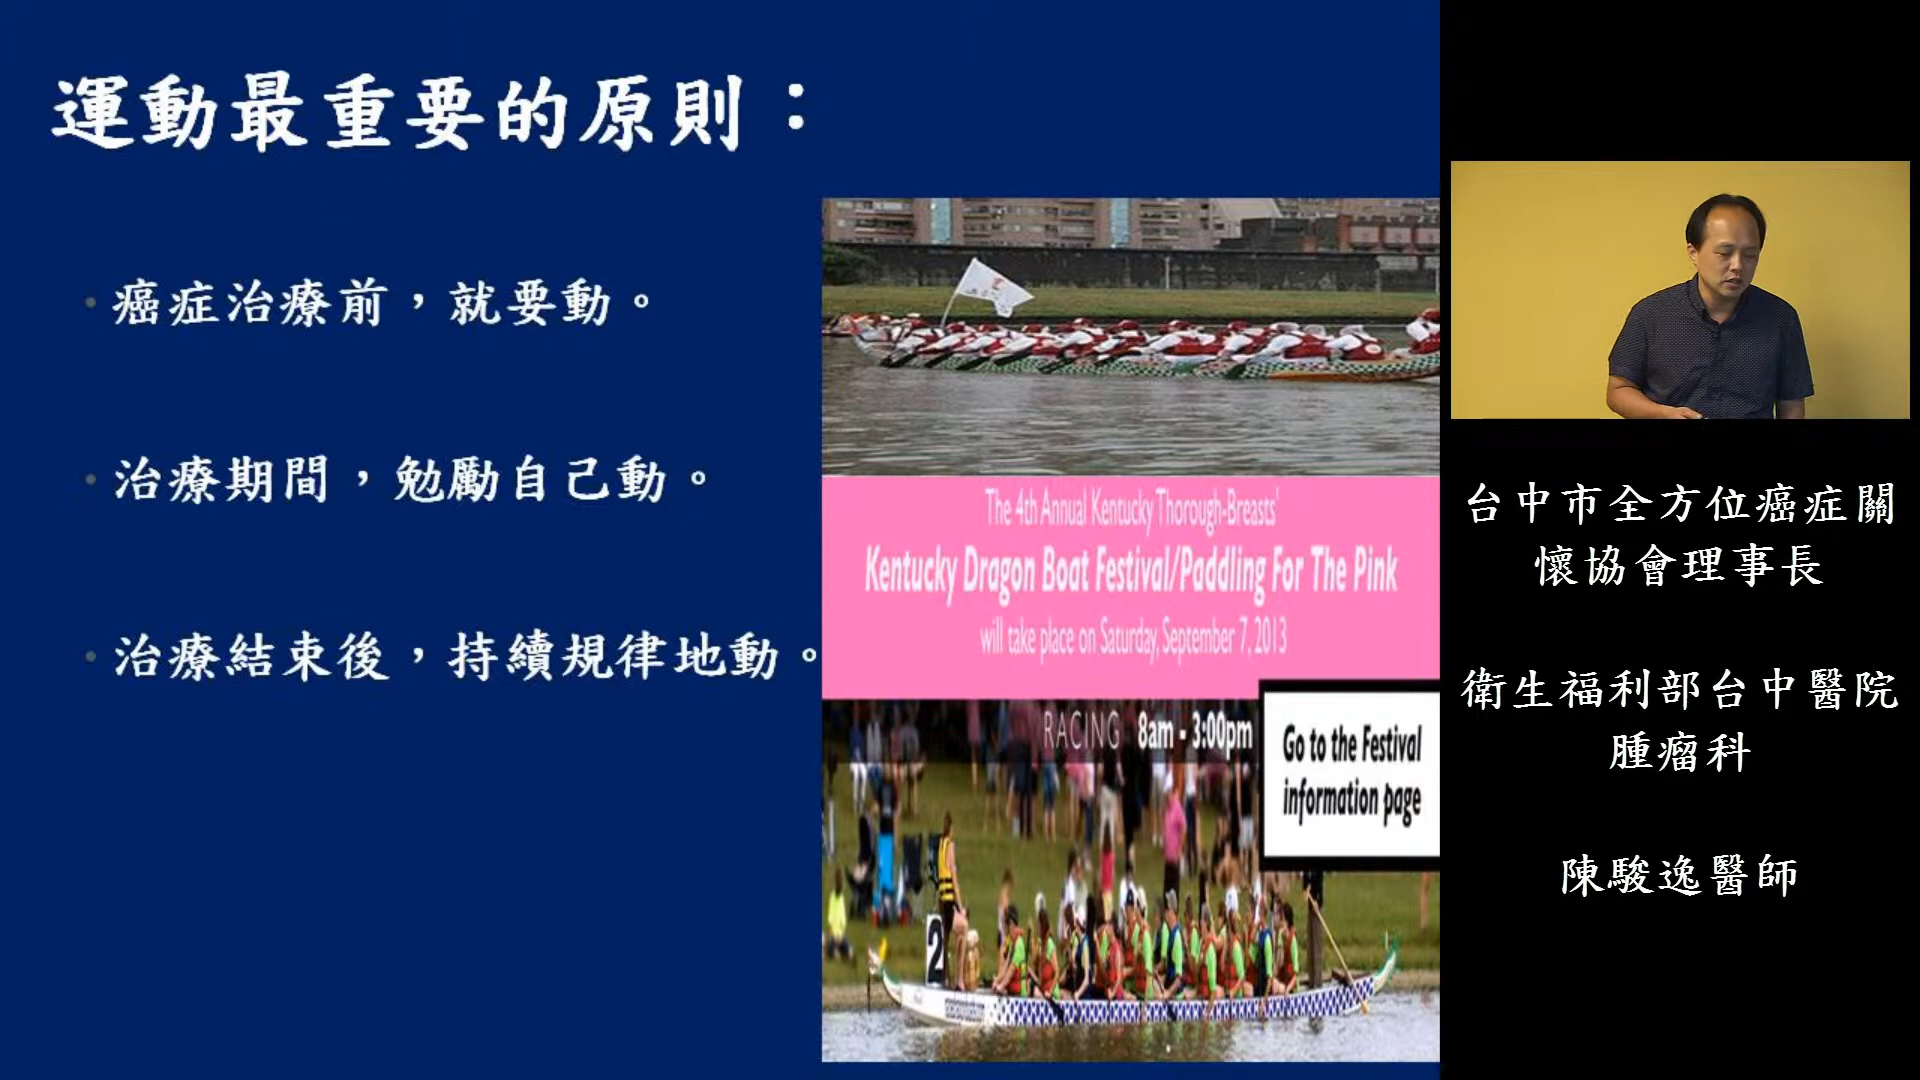 運動最重要的原則：
• 癌症治療前，就要動。
• 治療期間，勉勵自己動。
• 治療結束後，持續規律地動。
The 4th Annual Kentucky Thorough-Breasts'
Kentucky Dragon Boat Festival/Paddling For The Pink
will take place on Saturday, September 7, 2013
RACING 8am - 3:00pm
Go to the Festival
information page
2
台中市全方位癌症關
懷協會理事長
衛生福利部台中醫院
腫瘤科
陳駿逸醫師